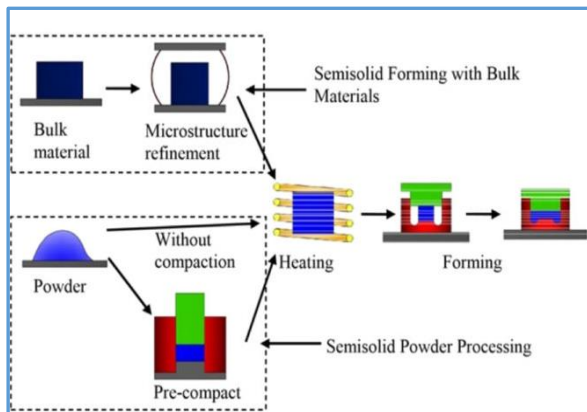 Semisolid Forming with Bulk
Materials
Bulk
material
Microstructure
refinement
Without
compaction
Heating
Forming
Powder
Semisolid Powder Processing
Pre-compact